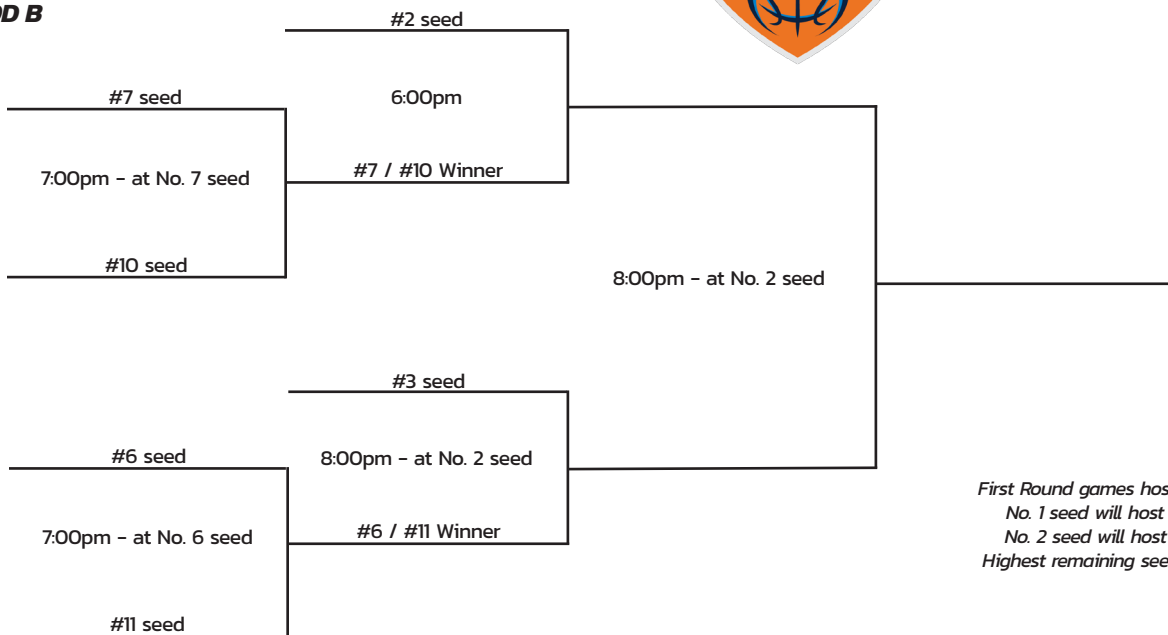 #2 seed
#7 seed
6:00pm
7:00pm - at No. 7 seed
#7 / #10 Winner
#10 seed
8:00pm - at No. 2 seed
#3 seed
#6 seed
8:00pm - at No. 2 seed
7:00pm - at No. 6 seed
#6 / #11 Winner
#11 seed
First Round games
No. 1 seed will host
No. 2 seed will host
Highest remaining